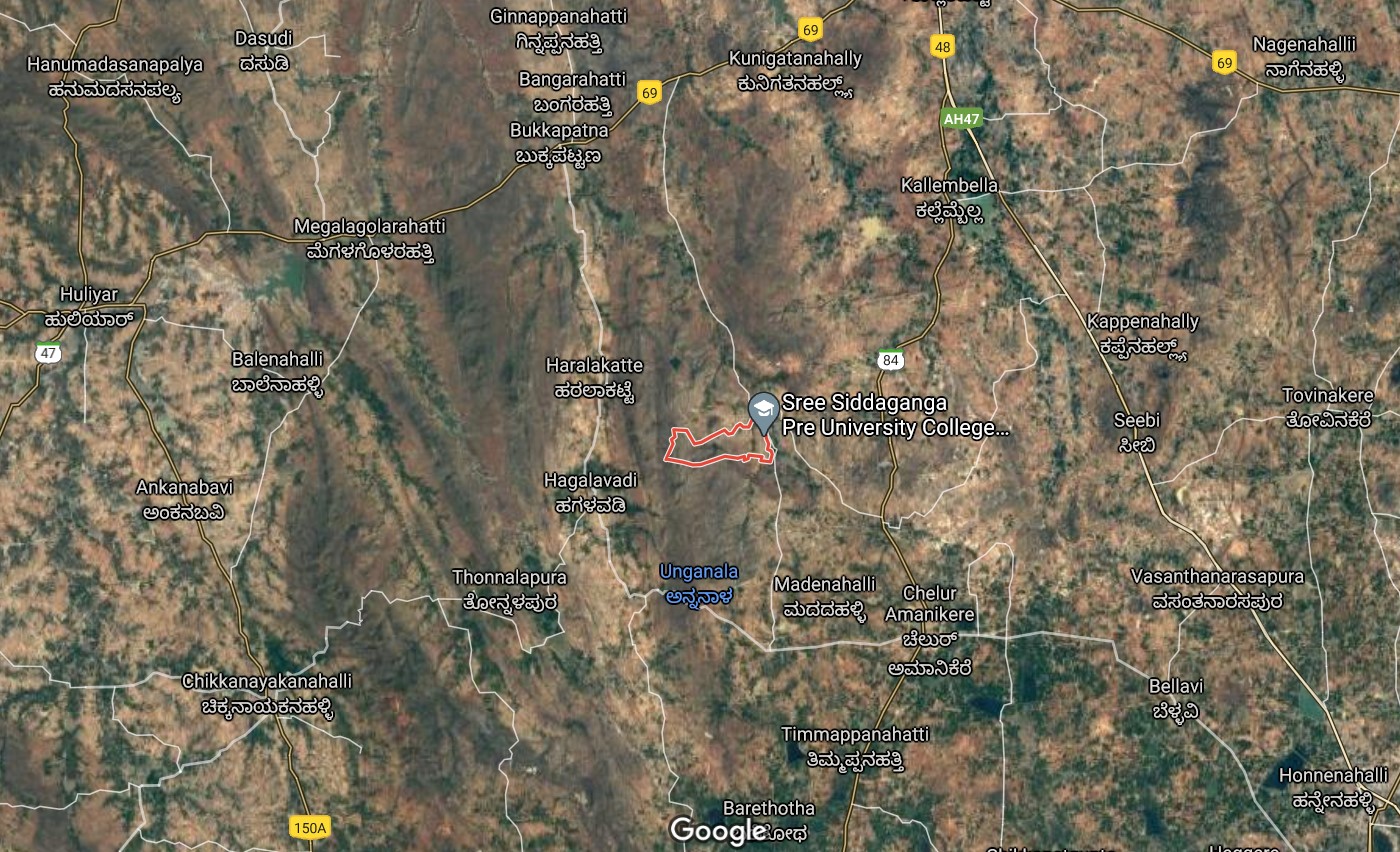 Ginnappanahatti
ಗಿನ್ನಪ್ಪನಹತ್ತಿ
69
48
Dasudi
ದಸುಡಿ
Kunigatanahally
ಕುನಿಗತನಹಲ್ಲ್ಯ್
Nagenahallii
ನಾಗೆನಹಳ್ಳಿ
69
Hanumadasanapalya
ಹನುಮದಸನಪಲ್ಯ
Bangarahatti
ಬಂಗರಹತ್ತಿ
69
Bukkapatna
ಬುಕ್ಕಪಟ್ಟಣ
AH47
Kallembella
ಕಲ್ಲೆಮ್ಬೆಲ್ಲ
Megalagolarahatti
ಮೆಗಳಗೊಳರಹತ್ತಿ
Huliyar
ಹುಲಿಯಾರ್
47
Kappenahally
ಕಪ್ಪೆನಹಲ್ಲ್ಯ್
Balenahalli
ಬಾಲೆನಾಹಳ್ಳಿ
Haralakatte
ಹರಲಾಕಟ್ಟೆ
84
Sree Siddaganga
Pre University College...
Tovinakere
ತೋವಿನಕೆರೆ
Seebi
ಸೀಬಿ
Ankanabavi
ಅಂಕನಬವಿ
Hagalavadi
ಹಗಳವಡಿ
Thonnalapura
ತೋನ್ನಳಪುರ
Unganala
ಅನ್ನನಾಳ
Madenahalli
ಮದದಹಳ್ಳಿ
Chelur
Amanikere
ಚೆಲುರ್
ಅಮಾನಿಕೆರೆ
Vasanthanarasapura
ವಸಂತನಾರಸಪುರ
Chikkanayakanahalli
ಚಿಕ್ಕನಾಯಕನಹಳ್ಳಿ
Bellavi
ಬೆಳ್ಳವಿ
Timmappanahatti
ತಿಮ್ಮಪ್ಪನಹತ್ತಿ
Honnenahalli
ಹನ್ನೇನಹಳ್ಳಿ
Barethotha
150A
Google